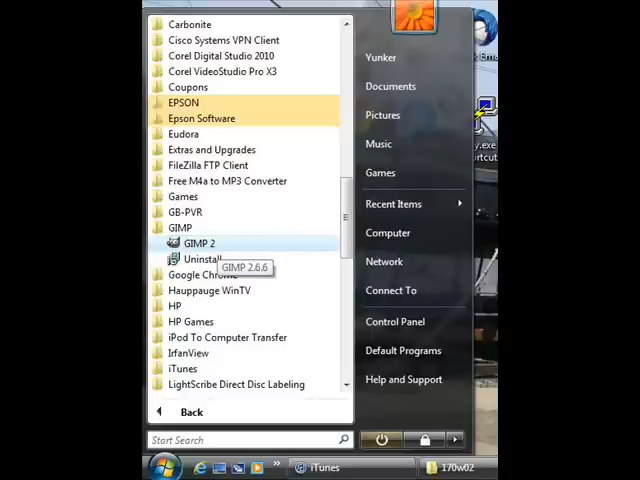 Carbonite
Cisco Systems VPN Client
Corel Digital Studio 2010
Corel VideoStudio Pro X3
Coupons
EPSON
Epson Software
Eudora
Extras and Upgrades
FileZilla FTP Client
Free M4a to MP3 Converter
Games
GB-PVR
GIMP
GIMP 2
Uninstall
GIMP 2.6.6
Google Chrome
Hauppauge WinTV
HP
HP Games
iPod To Computer Transfer
IrfanView
iTunes
LightScribe Direct Disc Labeling
Back
Start Search
Yunker
Documents
Pictures
Music
Games
Recent Items
Computer
Network
Connect To
Control Panel
Default Programs
Help and Support
Ema
y.exe
ortcut
iTunes
170w02